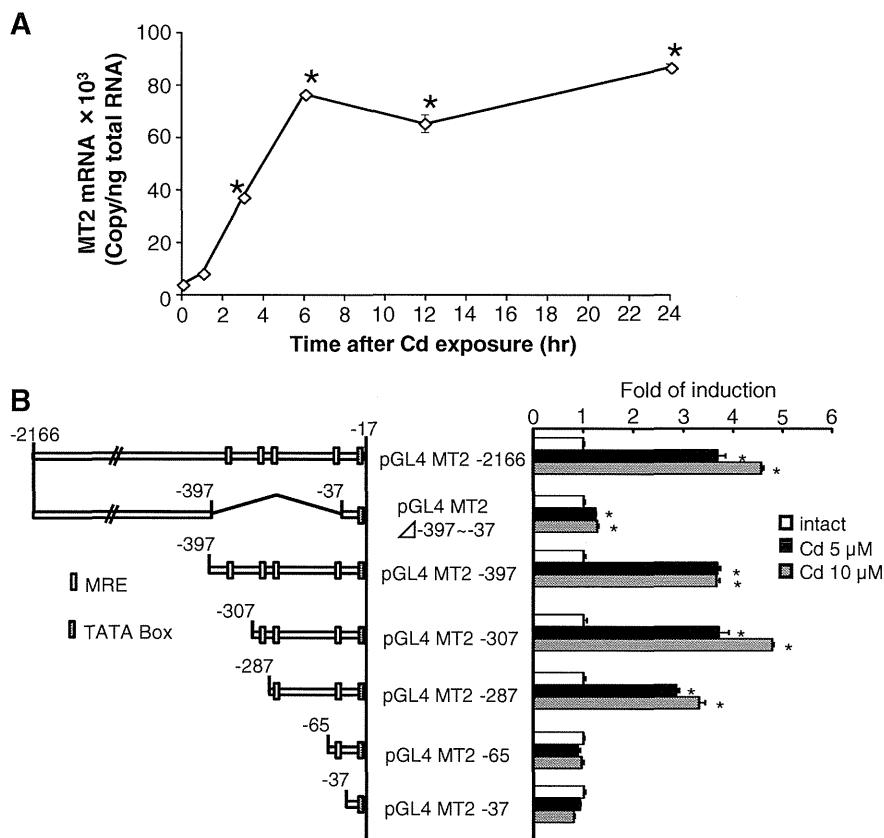 A
MT2 mRNA × 10³
(Copy/ng total RNA)
100
80
60
40
20
0
*
*
*
*
0 2 4 6 8 10 12 14 16 18 20 22 24
Time after Cd exposure (hr)
B
Fold of induction
0 1 2 3 4 5 6
-2166
-17
pGL4 MT2 -2166
*
*
-397
-37
pGL4 MT2
⊿-397~-37
*
*
intact
Cd 5 µM
Cd 10 µM
-397
pGL4 MT2 -397
*
*
MRE
TATA Box
-307
pGL4 MT2 -307
*
*
-287
pGL4 MT2 -287
*
*
-65
pGL4 MT2 -65
-37
pGL4 MT2 -37